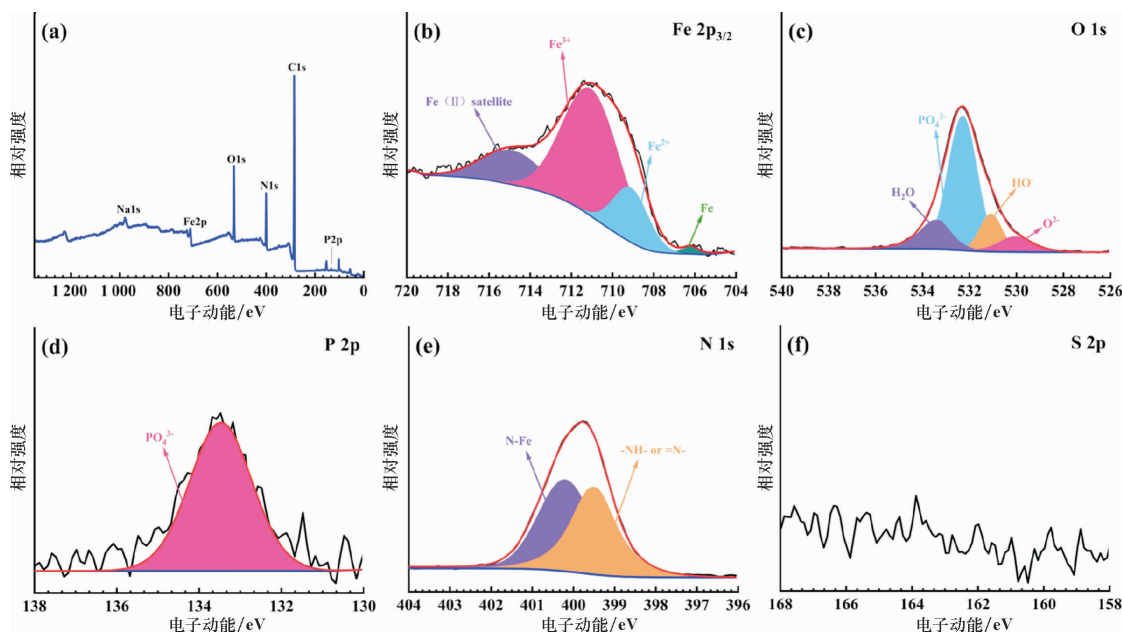 (a)
C1s
O1s
N1s
Na1s
Fe2p
P2p
相对强度
1 200 1 000 800 600 400 200 0
电子动能/eV
(b)
Fe 2p3/2
Fe3+
Fe（II）satellite
Fe2+
Fe
相对强度
720 718 716 714 712 710 708 706 704
电子动能/eV
(c)
O 1s
PO43-
H2O
HO-
O2-
相对强度
540 538 536 534 532 530 528 526
电子动能/eV
(d)
P 2p
PO43-
相对强度
138 136 134 132 130
电子动能/eV
(e)
N 1s
N-Fe
-NH- or =N-
相对强度
404 403 402 401 400 399 398 397 396
电子动能/eV
(f)
S 2p
相对强度
168 166 164 162 160 158
电子动能/eV